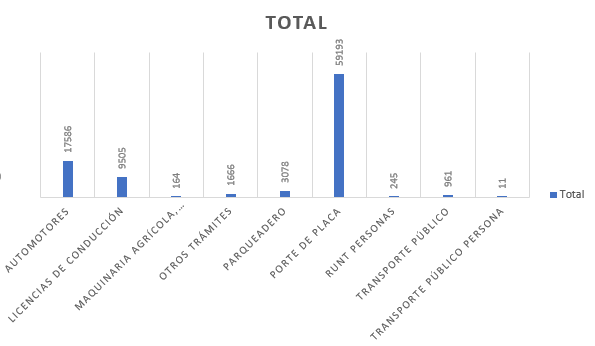 TOTAL
17586
9505
164
1666
3078
59193
245
961
11
AUTOMOTORES
LICENCIAS DE CONDUCCIÓN
MAQUINARIA AGRÍCOLA,…
OTROS TRÁMITES
PARQUEADERO
PORTE DE PLACA
RUNT PERSONAS
TRANSPORTE PÚBLICO
TRANSPORTE PÚBLICO PERSONA
Total